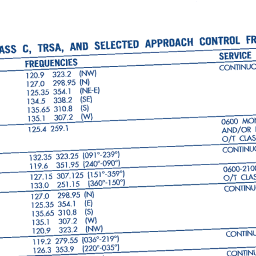 ASS C, TRSA, AND SELECTED APPROACH CONTROL FR
FREQUENCIES SERVICE
120.9 323.2 (NW) CONTINUO
127.0 298.95 (N)
125.35 354.1 (NE-E)
134.5 338.2 (SE)
135.65 310.8 (S)
135.1 307.2 (W)
125.4 259.1 0600 MON
AND/OR
O/T CLAS
132.35 323.25 (091°-239°) CONTINUO
119.6 351.95 (240°-090°)
127.15 307.125 (151°-359°) 0600-210
133.0 251.15 (360°-150°) O/T CLAS
127.0 298.95 (N) CONTINUO
125.35 354.1 (E)
135.65 310.8 (S)
135.1 307.2 (W)
120.9 323.2 (NW)
119.2 279.55 (036°-219°) CONTINU
126.3 353.9 (220°-035°)
CONTINU